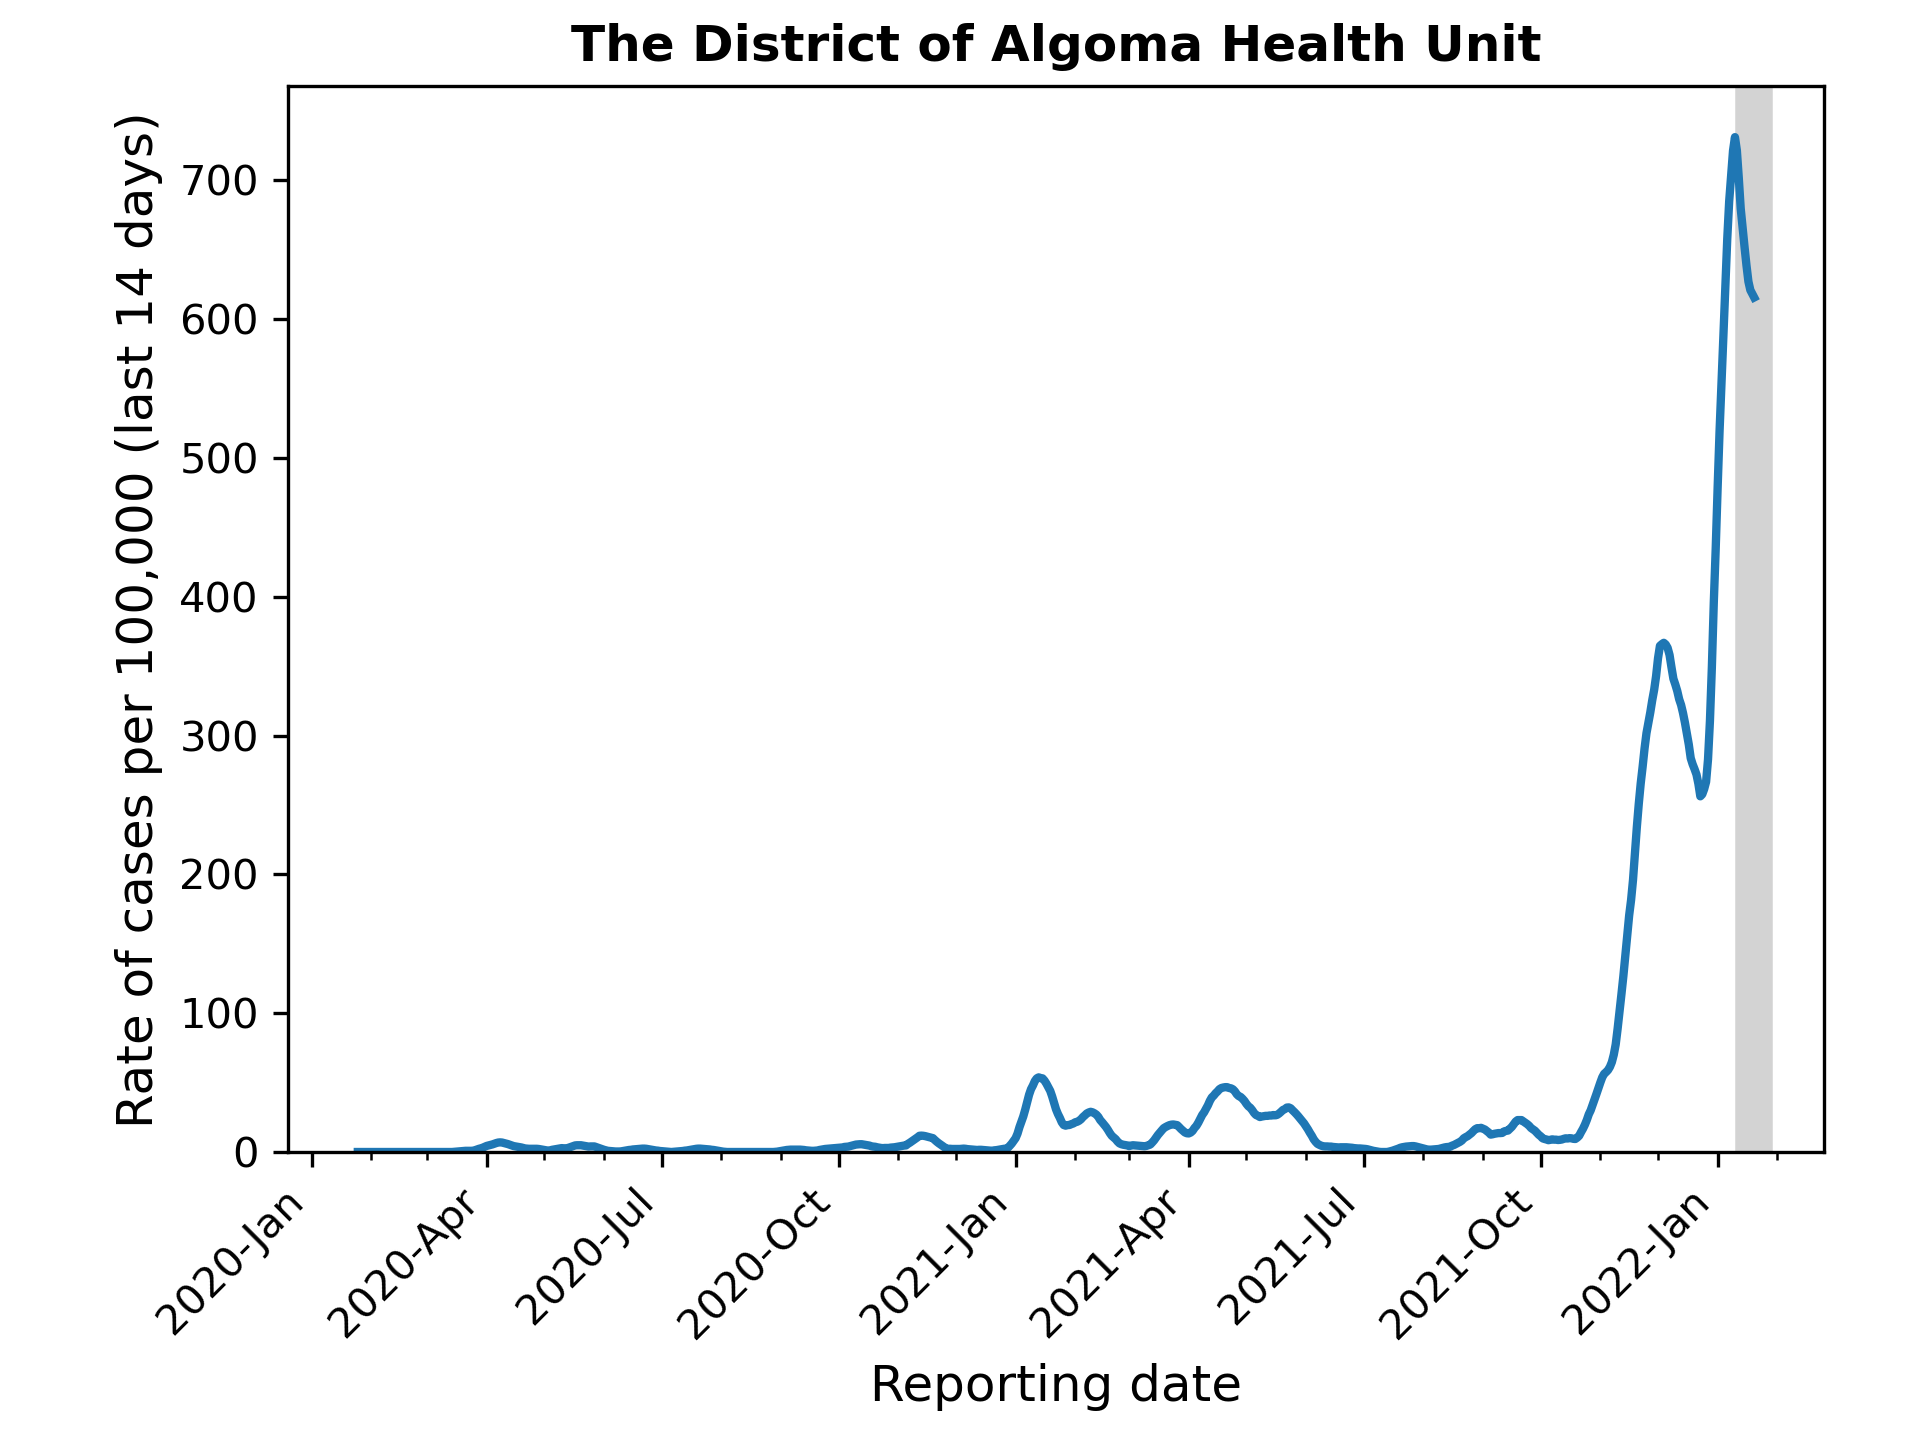 The District of Algoma Health Unit
Rate of cases per 100,000 (last 14 days)
700
600
500
400
300
200
100
0
2020-Jan
2020-Apr
2020-Jul
2020-Oct
2021-Jan
2021-Apr
2021-Jul
2021-Oct
2022-Jan
Reporting date